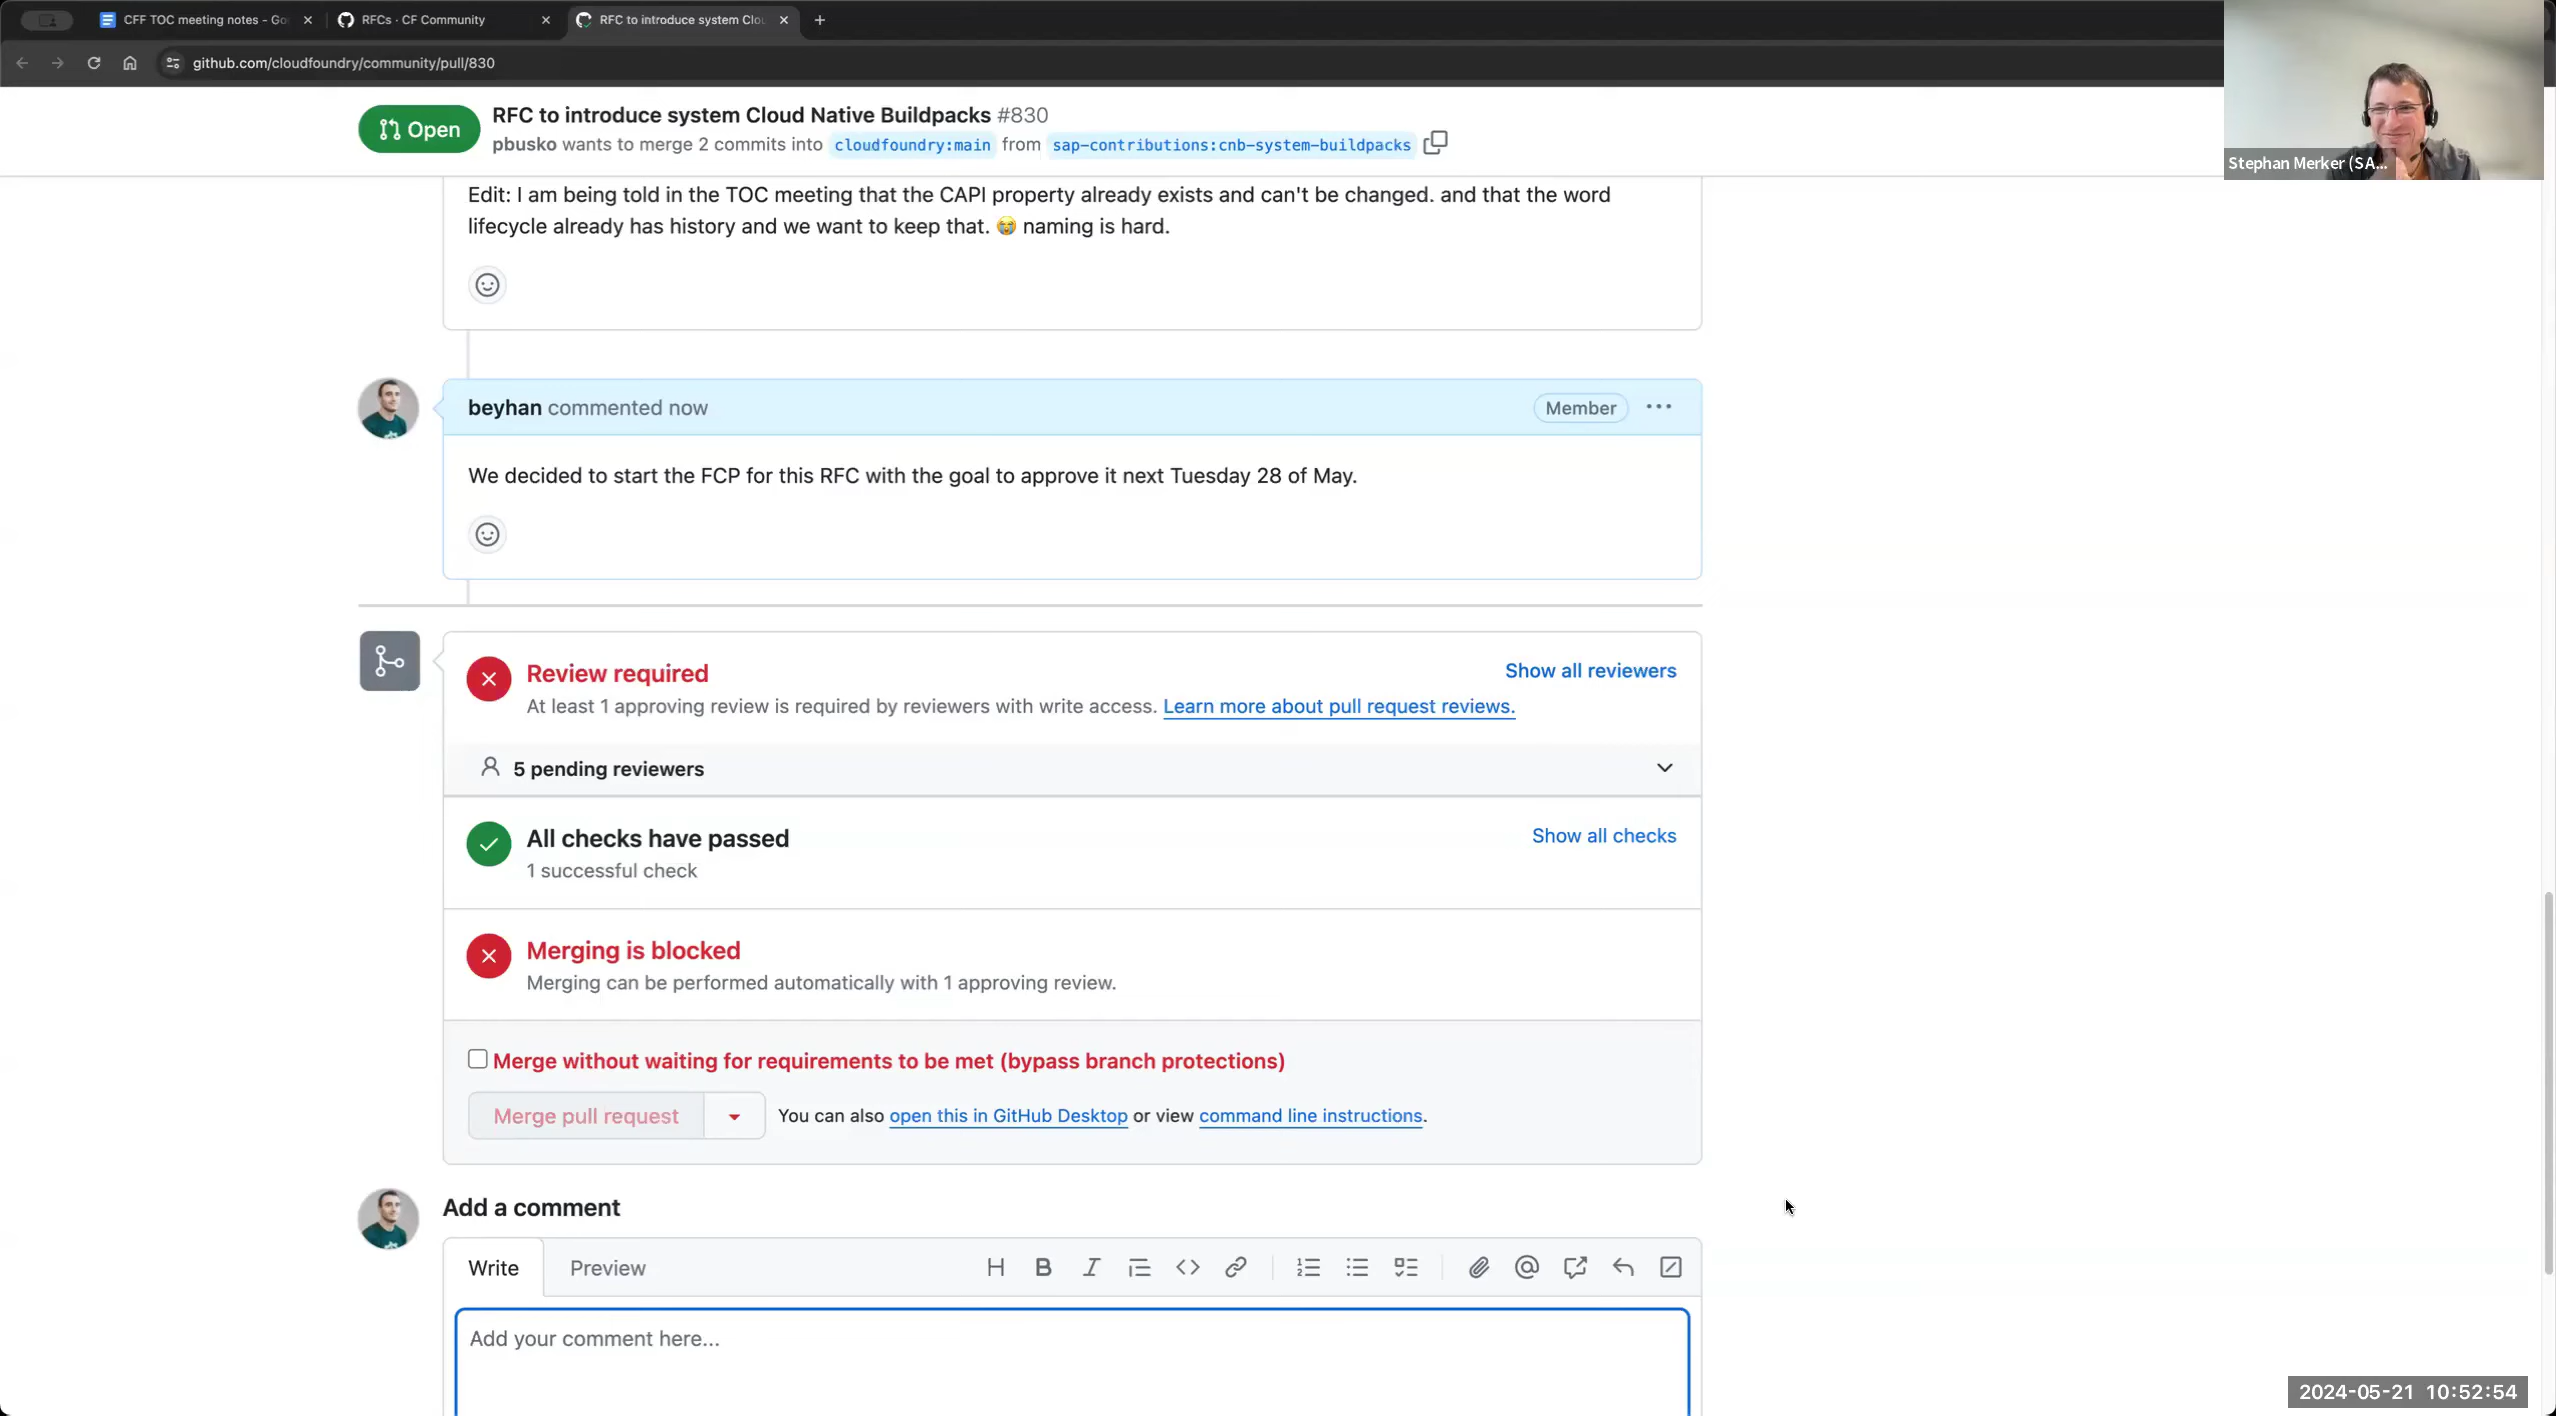 CFF TOC meeting notes - Go
RFCs · CF Community
RFC to introduce system Clo
github.com/cloudfoundry/community/pull/830
Stephan Merker (SA...
Open
RFC to introduce system Cloud Native Buildpacks #830
pbusko wants to merge 2 commits into cloudfoundry:main from sap-contributions:cnb-system-buildpacks
Edit: I am being told in the TOC meeting that the CAPI property already exists and can't be changed. and that the word
lifecycle already has history and we want to keep that. 😭 naming is hard.
beyhan commented now
Member
We decided to start the FCP for this RFC with the goal to approve it next Tuesday 28 of May.
Review required
Show all reviewers
At least 1 approving review is required by reviewers with write access. Learn more about pull request reviews.
5 pending reviewers
All checks have passed
Show all checks
1 successful check
Merging is blocked
Merging can be performed automatically with 1 approving review.
Merge without waiting for requirements to be met (bypass branch protections)
Merge pull request
You can also open this in GitHub Desktop or view command line instructions.
Add a comment
Write
Preview
Add your comment here...
2024-05-21 10:52:54